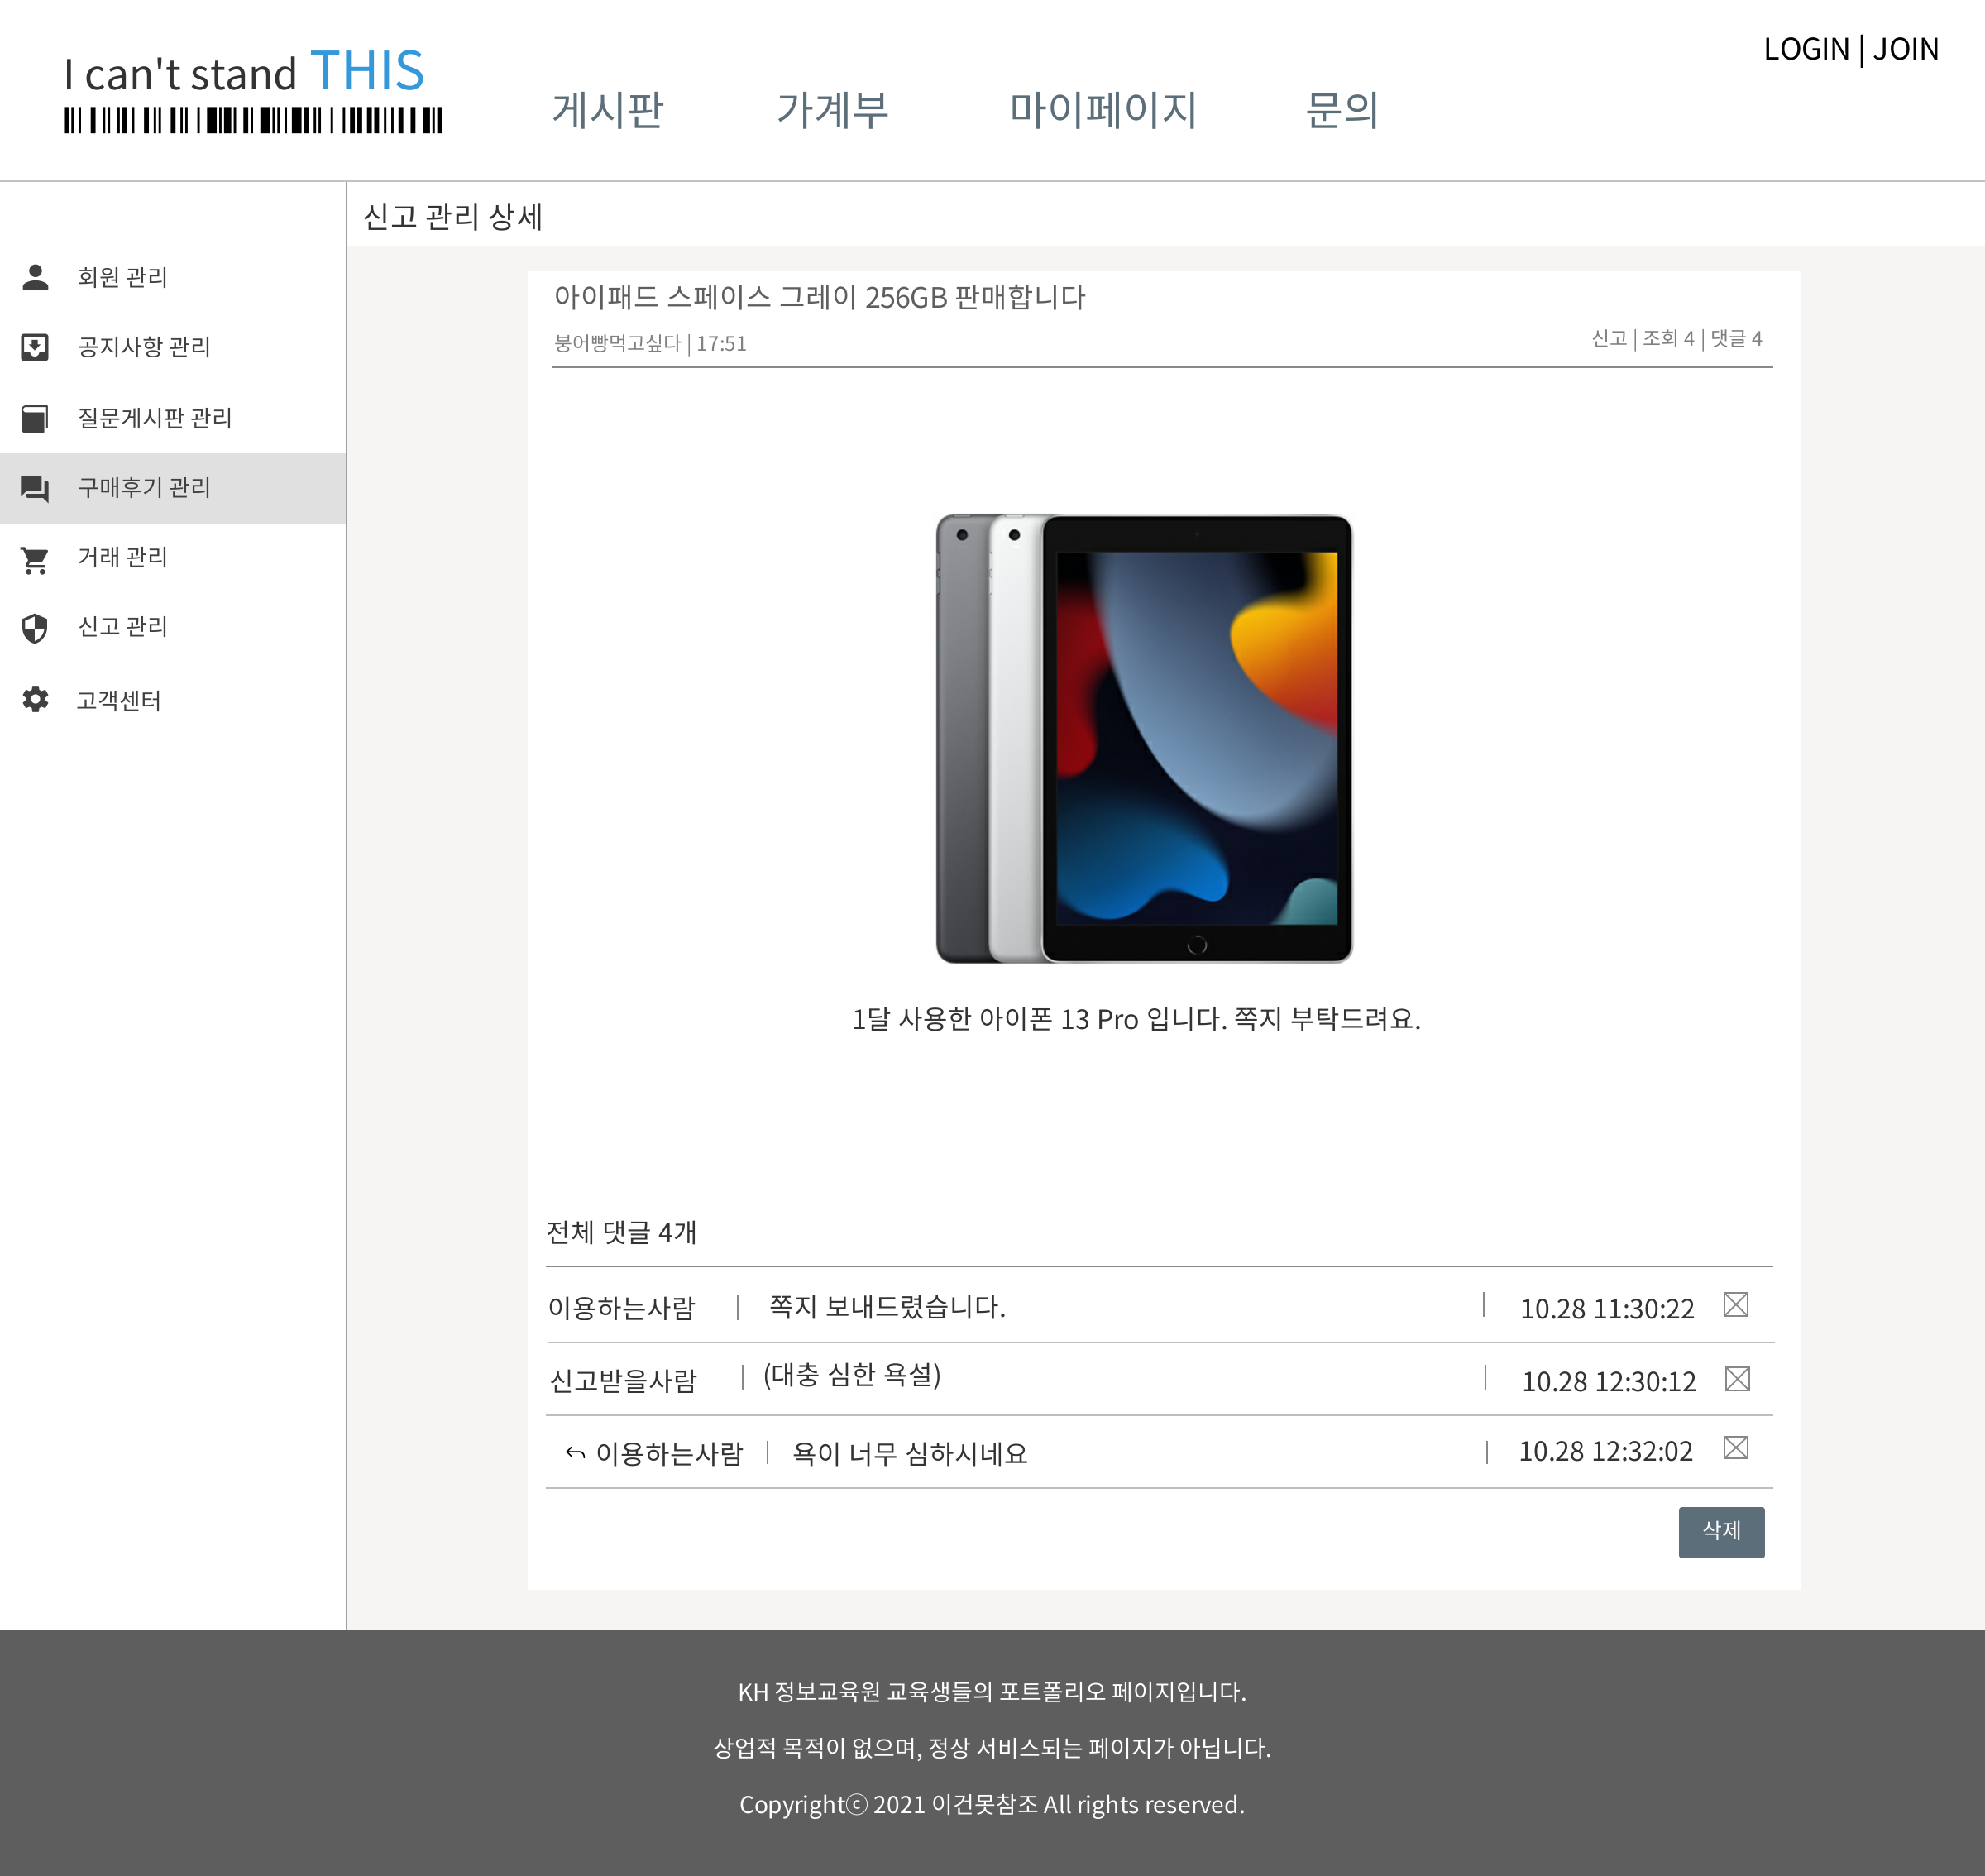 I can't stand THIS
LOGIN | JOIN
게시판 가계부 마이페이지 문의
신고 관리 상세
회원 관리
공지사항 관리
질문게시판 관리
구매후기 관리
거래 관리
신고 관리
고객센터
아이패드 스페이스 그레이 256GB 판매합니다
붕어빵먹고싶다 | 17:51
신고 | 조회 4 | 댓글 4
1달 사용한 아이폰 13 Pro 입니다. 쪽지 부탁드려요.
전체 댓글 4개
이용하는사람 | 쪽지 보내드렸습니다. | 10.28 11:30:22
신고받을사람 | (대충 심한 욕설) | 10.28 12:30:12
이용하는사람 | 욕이 너무 심하시네요 | 10.28 12:32:02
삭제
KH 정보교육원 교육생들의 포트폴리오 페이지입니다.
상업적 목적이 없으며, 정상 서비스되는 페이지가 아닙니다.
Copyrightⓒ 2021 이건못참조 All rights reserved.